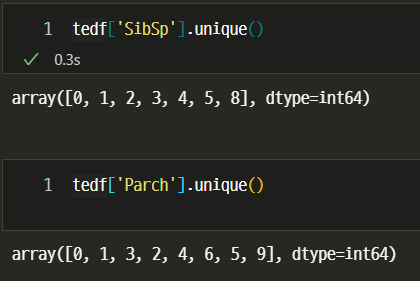 1 tedf['SibSp'].unique()
0.3s
array([0, 1, 2, 3, 4, 5, 8], dtype=int64)
1 tedf['Parch'].unique()
array([0, 1, 3, 2, 4, 6, 5, 9], dtype=int64)